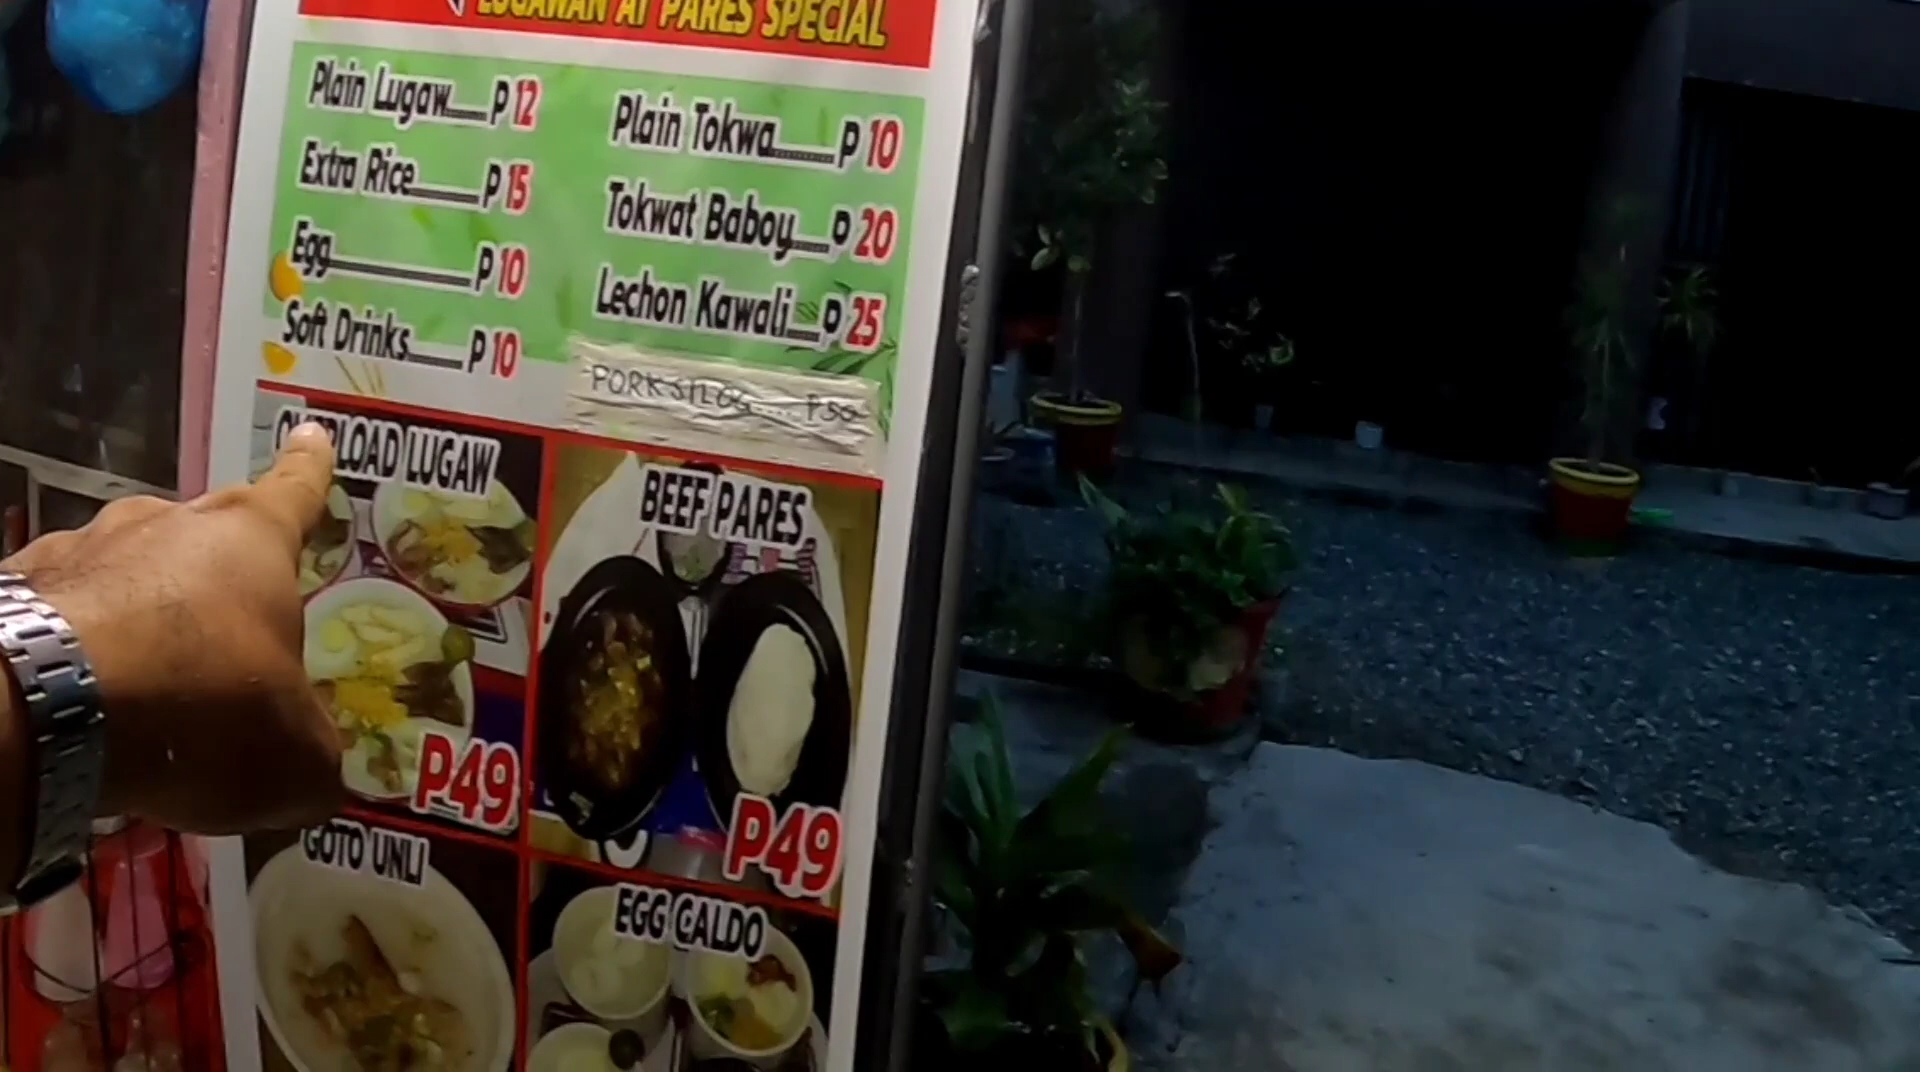 LUGAWAN AT PARES SPECIAL
Plain Lugaw.....P 12
Extra Rice.......P 15
Egg...............P 10
Soft Drinks......P 10
Plain Tokwa......P 10
Tokwat Baboy....P 20
Lechon Kawali....P 25
PORKSILOG.... P50
OVERLOAD LUGAW
P49
BEEF PARES
P49
GOTO UNLI
EGG CALDO